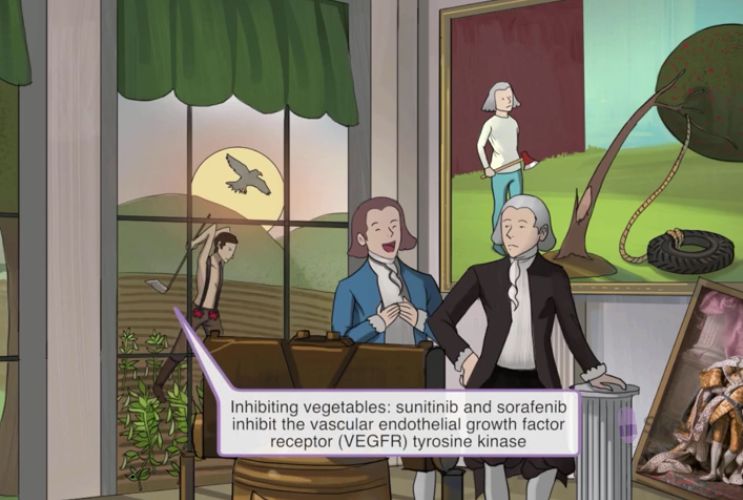 Inhibiting vegetables: sunitinib and sorafenib
inhibit the vascular endothelial growth factor
receptor (VEGFR) tyrosine kinase